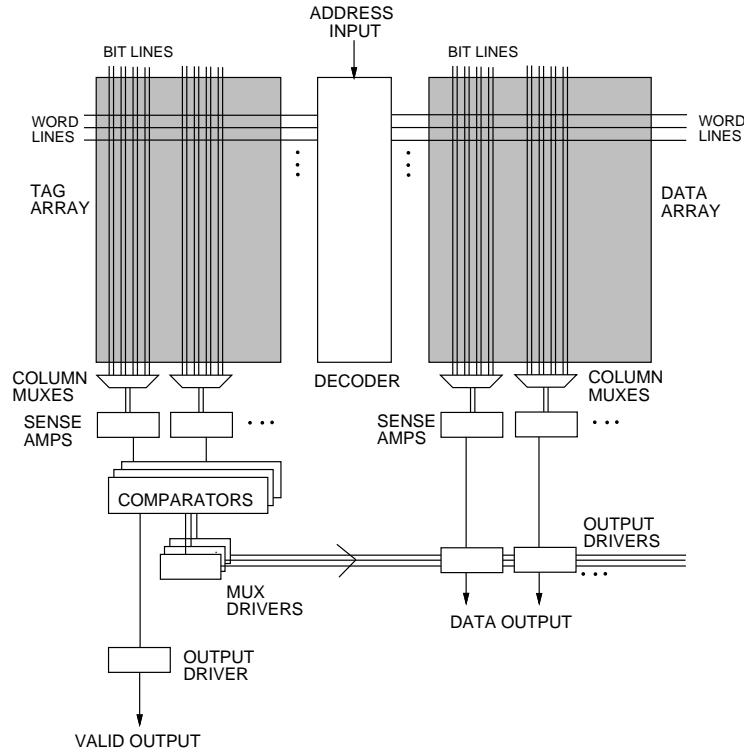 ADDRESS
INPUT
BIT LINES
BIT LINES
WORD
LINES
WORD
LINES
TAG
ARRAY
DATA
ARRAY
COLUMN
MUXES
DECODER
COLUMN
MUXES
SENSE
AMPS
SENSE
AMPS
COMPARATORS
OUTPUT
DRIVERS
MUX
DRIVERS
DATA OUTPUT
OUTPUT
DRIVER
VALID OUTPUT